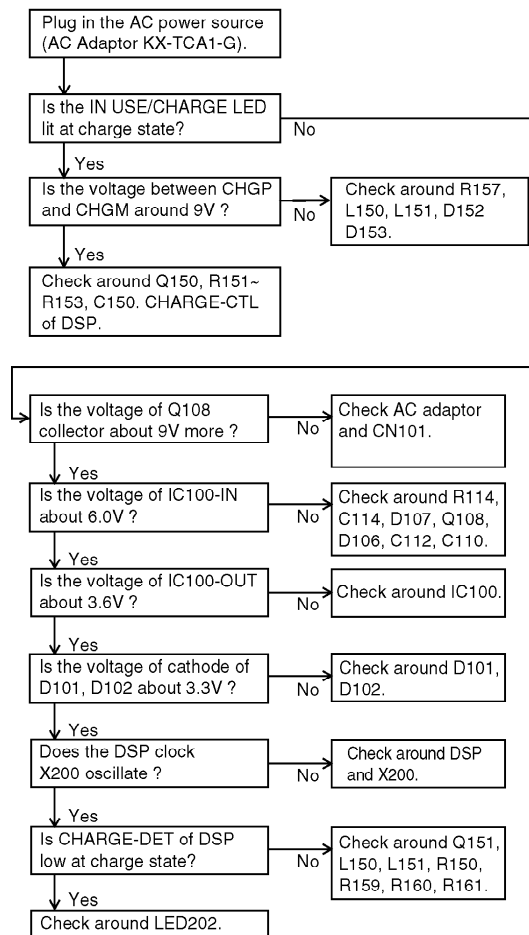 Plug in the AC power source
(AC Adaptor KX-TCA1-G).
Is the IN USE/CHARGE LED
lit at charge state?
No
Yes
Is the voltage between CHGP
and CHGM around 9V ?
No
Check around R157,
L150, L151, D152
D153.
Yes
Check around Q150, R151~
R153, C150. CHARGE-CTL
of DSP.
Is the voltage of Q108
collector about 9V more ?
No
Check AC adaptor
and CN101.
Yes
Is the voltage of IC100-IN
about 6.0V ?
No
Check around R114,
C114, D107, Q108,
D106, C112, C110.
Yes
Is the voltage of IC100-OUT
about 3.6V ?
No
Check around IC100.
Yes
Is the voltage of cathode of
D101, D102 about 3.3V ?
No
Check around D101,
D102.
Yes
Does the DSP clock
X200 oscillate ?
No
Check around DSP
and X200.
Yes
Is CHARGE-DET of DSP
low at charge state?
No
Check around Q151,
L150, L151, R150,
R159, R160, R161.
Yes
Check around LED202.